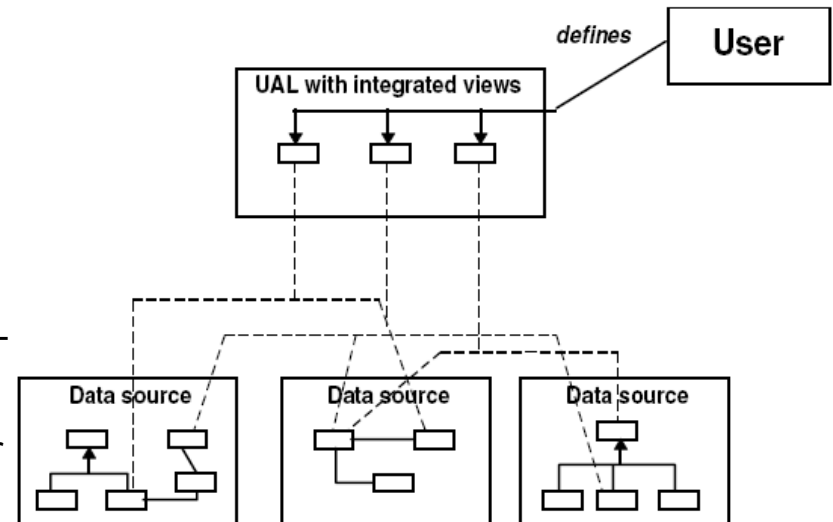 defines
User
UAL with integrated views
Data source
Data source
Data source